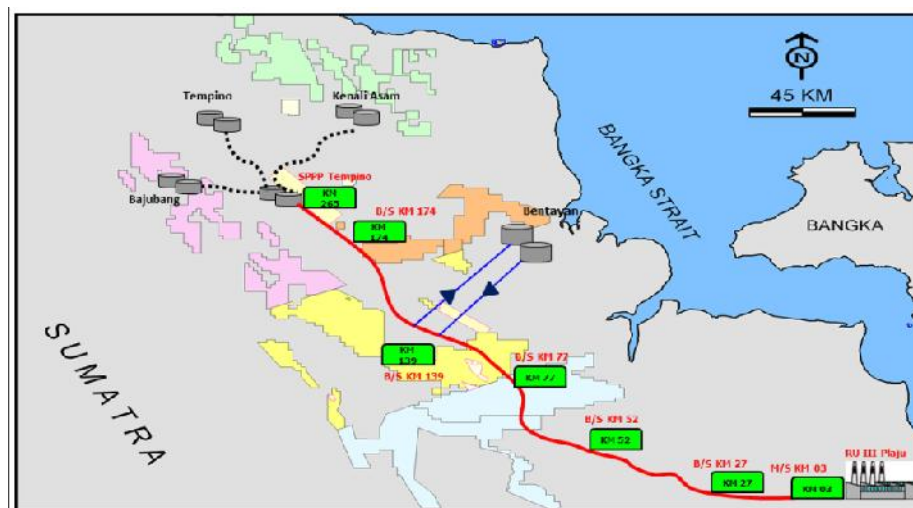 N
45 KM
Tempino
Kenali Asam
BANGKA STRAIT
BANGKA
Bajubang
SPPP Tempino
KM
265
B/S KM 174
KM
174
Bentayan
KM
139
B/S KM 139
B/S KM 77
KM 77
SUMATRA
B/S KM 52
KM 52
B/S KM 27
KM 27
M/S KM 03
KM 03
RU III Plaju